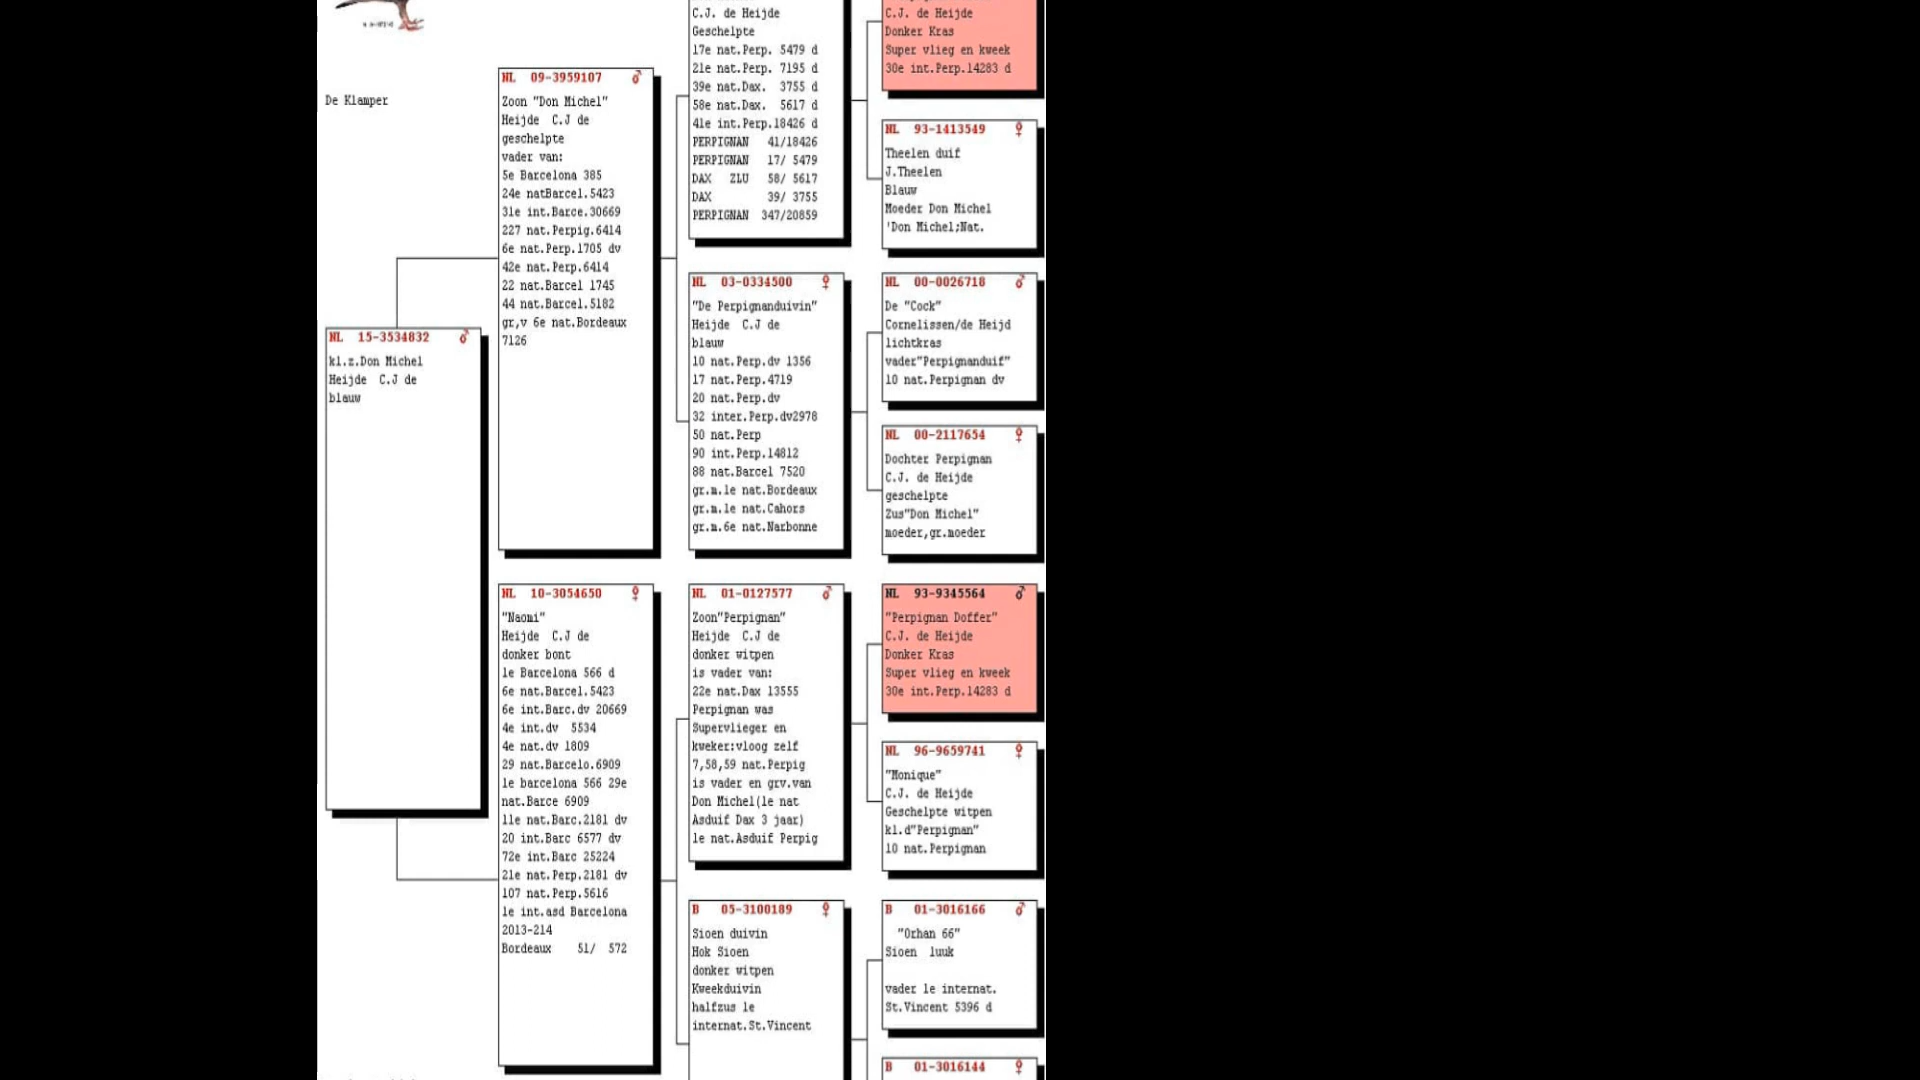 De Klamper
NL 15-3534832 ♂
kl.z.Don Michel
Heijde C.J de
blauw
NL 09-3959107 ♂
Zoon "Don Michel"
Heijde C.J de
geschelpte
vader van:
5e Barcelona 385
24e natBarcel.5423
31e int.Barce.30669
227 nat.Perpig.6414
6e nat.Perp.1705 dv
42e nat.Perp.6414
22 nat.Barcel 1745
44 nat.Barcel.5182
gr,v 6e nat.Bordeaux
7126
NL 10-3054650 ♀
"Naomi"
Heijde C.J de
donker bont
1e Barcelona 566 d
6e nat.Barcel.5423
6e int.Barc.dv 20669
4e int.dv 5534
4e nat.dv 1809
29 nat.Barcelo.6909
1e barcelona 566 29e
nat.Barce 6909
11e nat.Barc.2181 dv
20 int.Barc 6577 dv
72e int.Barc 25224
21e nat.Perp.2181 dv
107 nat.Perp.5616
1e int.asd Barcelona
2013-214
Bordeaux 51/ 572
C.J. de Heijde
Geschelpte
17e nat.Perp. 5479 d
21e nat.Perp. 7195 d
39e nat.Dax. 3755 d
58e nat.Dax. 5617 d
41e int.Perp.18426 d
PERPIGNAN 41/18426
PERPIGNAN 17/ 5479
DAX ZLU 58/ 5617
DAX 39/ 3755
PERPIGNAN 347/20859
NL 03-0334500 ♀
"De Perpignanduivin"
Heijde C.J de
blauw
10 nat.Perp.dv 1356
17 nat.Perp.4719
20 nat.Perp.dv
32 inter.Perp.dv2978
50 nat.Perp
90 int.Perp.14812
88 nat.Barcel 7520
gr.m.1e nat.Bordeaux
gr.m.1e nat.Cahors
gr.m.6e nat.Narbonne
NL 01-0127577 ♂
Zoon"Perpignan"
Heijde C.J de
donker witpen
is vader van:
22e nat.Dax 13555
Perpignan was
Supervlieger en
kweker:vloog zelf
7,58,59 nat.Perpig
is vader en grv.van
Don Michel(1e nat
Asduif Dax 3 jaar)
1e nat.Asduif Perpig
B 05-3100189 ♀
Sioen duivin
Hok Sioen
donker witpen
Kweekduivin
halfzus 1e
internat.St.Vincent
C.J. de Heijde
Donker Kras
Super vlieg en kweek
30e int.Perp.14283 d
NL 93-1413549 ♀
Theelen duif
J.Theelen
Blauw
Moeder Don Michel
'Don Michel;Nat.
NL 00-0026718 ♂
De "Cock"
Cornelissen/de Heijd
lichtkras
vader"Perpignanduif"
10 nat.Perpignan dv
NL 00-2117654 ♀
Dochter Perpignan
C.J. de Heijde
geschelpte
Zus"Don Michel"
moeder,gr.moeder
NL 93-9345564 ♂
"Perpignan Doffer"
C.J. de Heijde
Donker Kras
Super vlieg en kweek
30e int.Perp.14283 d
NL 96-9659741 ♀
"Monique"
C.J. de Heijde
Geschelpte witpen
kl.d"Perpignan"
10 nat.Perpignan
B 01-3016166 ♂
"Orhan 66"
Sioen luuk
vader 1e internat.
St.Vincent 5396 d
B 01-3016144 ♀